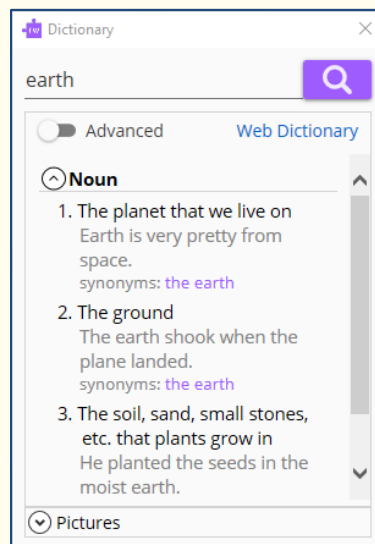 rw Dictionary
earth
Advanced Web Dictionary
Noun
1. The planet that we live on
Earth is very pretty from
space.
synonyms: the earth
2. The ground
The earth shook when the
plane landed.
synonyms: the earth
3. The soil, sand, small stones,
etc. that plants grow in
He planted the seeds in the
moist earth.
Pictures